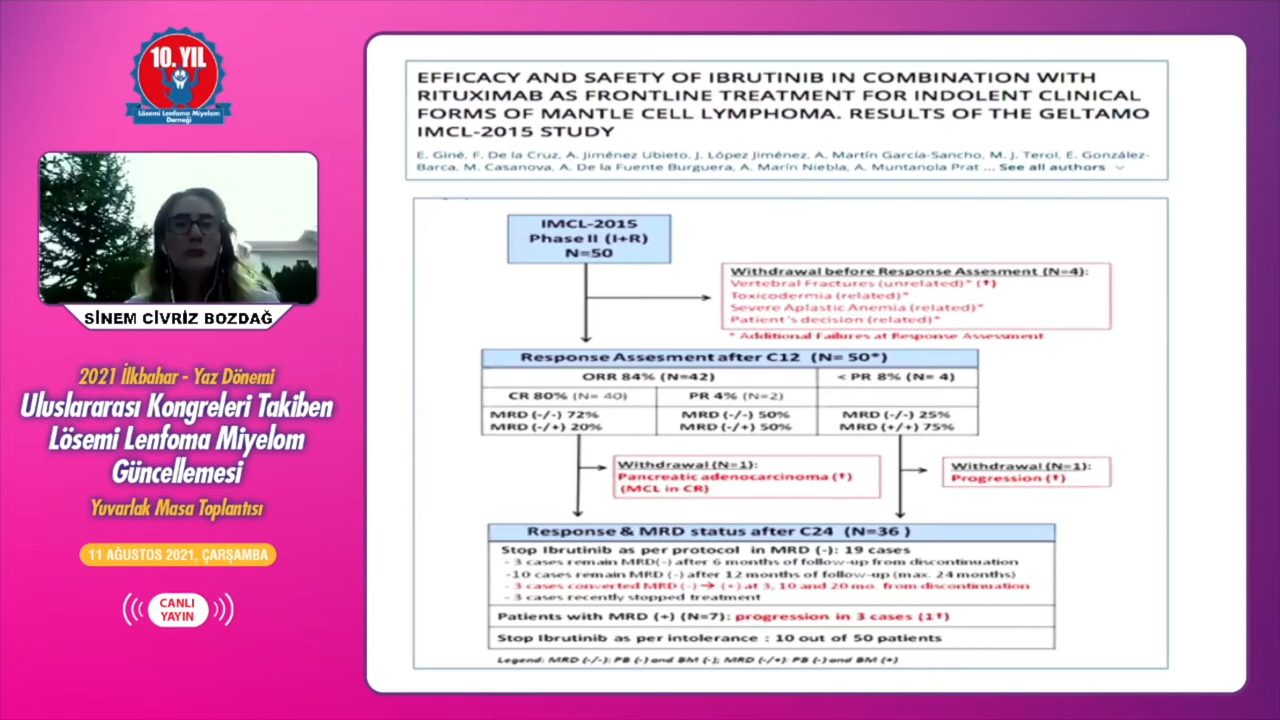 10. YIL
Lösemi Lenfoma Miyelom
Derneği
SİNEM CİVRİZ BOZDAĞ
2021 İlkbahar - Yaz Dönemi
Uluslararası Kongreleri Takiben
Lösemi Lenfoma Miyelom
Güncellemesi
Yuvarlak Masa Toplantısı
11 AĞUSTOS 2021, ÇARŞAMBA
CANLI
YAYIN
EFFICACY AND SAFETY OF IBRUTINIB IN COMBINATION WITH
RITUXIMAB AS FRONTLINE TREATMENT FOR INDOLENT CLINICAL
FORMS OF MANTLE CELL LYMPHOMA. RESULTS OF THE GELTAMO
IMCL-2015 STUDY
E. Giné, F. De la Cruz, A. Jiménez Ubieto, J. López Jiménez, A. Martín García-Sancho, M. J. Terol, E. González-
Barca, M. Casanova, A. De la Fuente Burguera, A. Marín Niebla, A. Muntanola Prat ... See all authors
IMCL-2015
Phase II (I+R)
N=50
Withdrawal before Response Assesment (N=4):
Vertebral Fractures (unrelated)* (†)
Toxicodermia (related)*
Severe Aplastic Anemia (related)*
Patient's decision (related)*
* Additional Failures at Response Assessment
Response Assesment after C12 (N= 50*)
ORR 84% (N=42)
< PR 8% (N= 4)
CR 80% (N= 40)
PR 4% (N=2)
MRD (-/-) 72%
MRD (-/-) 50%
MRD (-/-) 25%
MRD (-/+) 20%
MRD (-/+) 50%
MRD (+/+) 75%
Withdrawal (N=1):
Pancreatic adenocarcinoma (†)
(MCL in CR)
Withdrawal (N=1):
Progression (†)
Response & MRD status after C24 (N=36 )
Stop Ibrutinib as per protocol in MRD (-): 19 cases
- 3 cases remain MRD(-) after 6 months of follow-up from discontinuation
-10 cases remain MRD (-) after 12 months of follow-up (max. 24 months)
- 3 cases converted MRD (-) → (+) at 3, 10 and 20 mo. from discontinuation
- 3 cases recently stopped treatment
Patients with MRD (+) (N=7): progression in 3 cases (1†)
Stop Ibrutinib as per intolerance : 10 out of 50 patients
Legend: MRD (-/-): PB (-) and BM (-); MRD (-/+): PB (-) and BM (+)